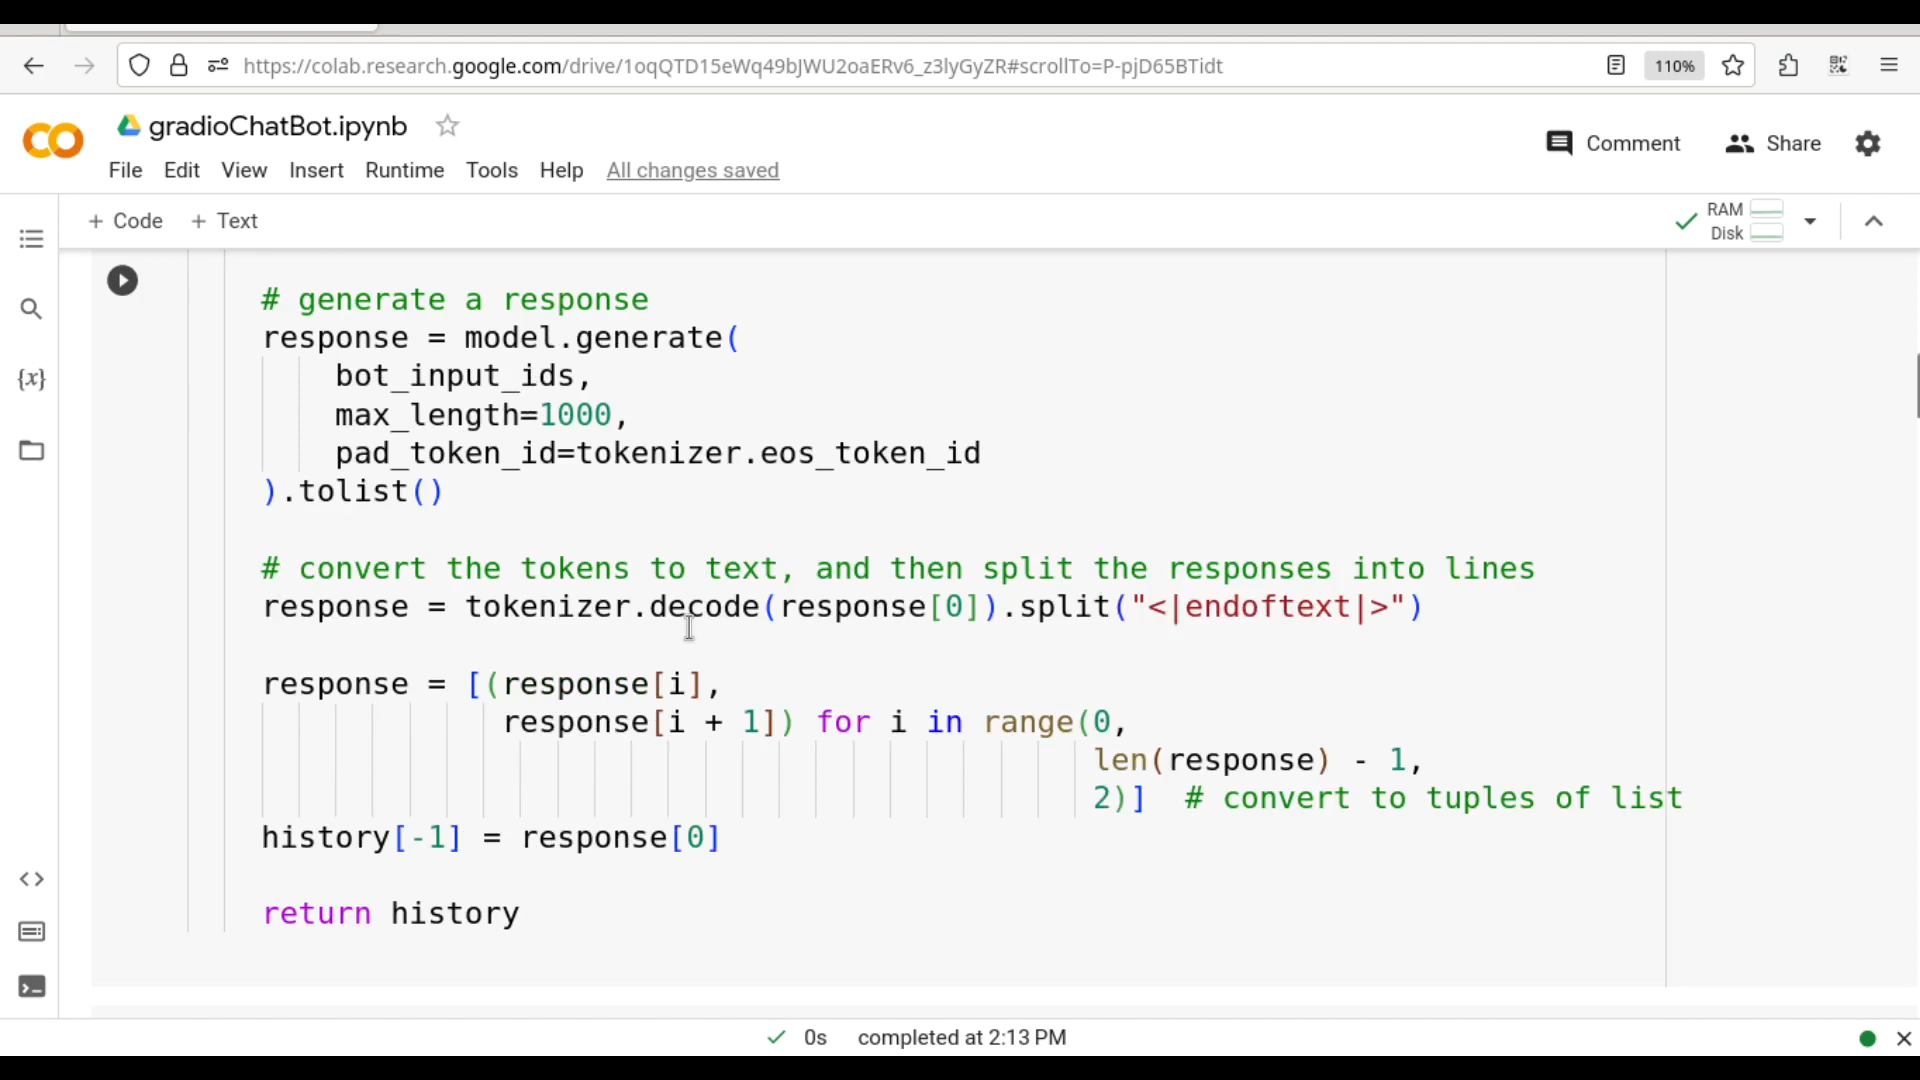 https://colab.research.google.com/drive/1oqQTD15eWq49bJWU2oaERv6_z3lyGyZR#scrollTo=P-pjD65BTidt
110%
gradioChatBot.ipynb
Comment
Share
File Edit View Insert Runtime Tools Help All changes saved
+ Code + Text
RAM
Disk
# generate a response
response = model.generate(
bot_input_ids,
max_length=1000,
pad_token_id=tokenizer.eos_token_id
).tolist()
# convert the tokens to text, and then split the responses into lines
response = tokenizer.decode(response[0]).split("<|endoftext|>")
response = [(response[i],
response[i + 1]) for i in range(0,
len(response) - 1,
2)]  # convert to tuples of list
history[-1] = response[0]
return history
0s completed at 2:13 PM